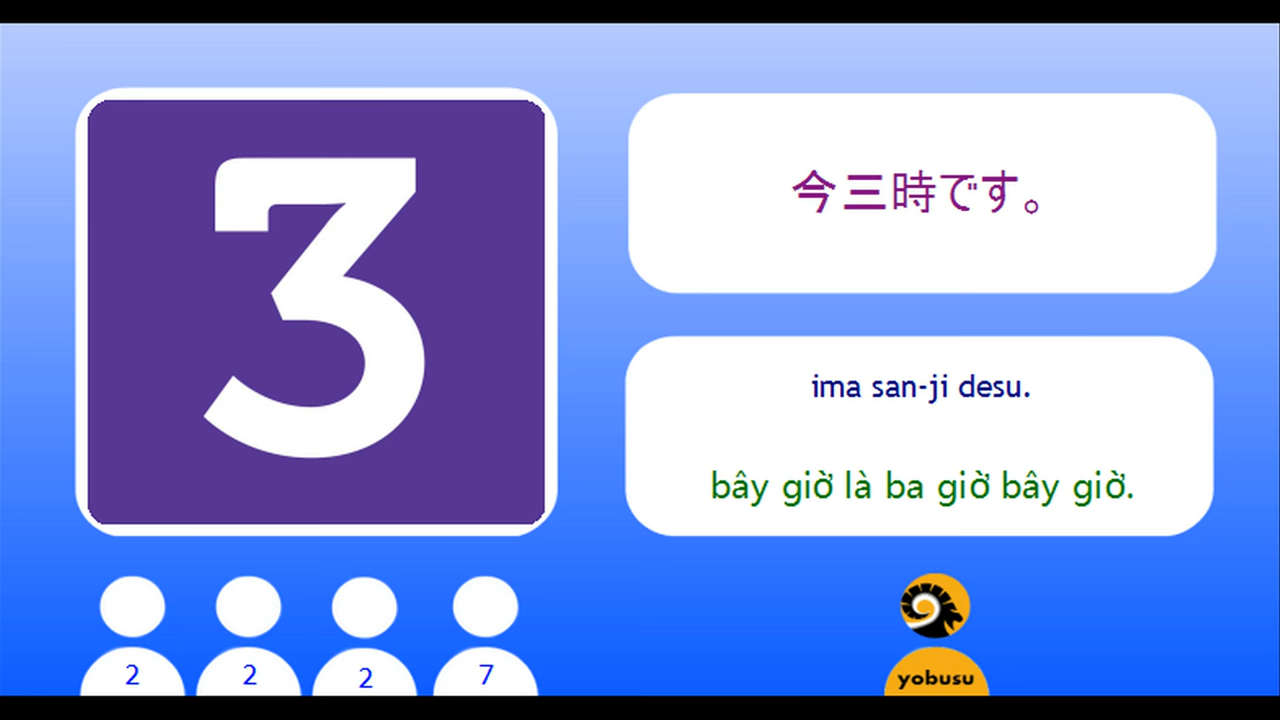 3
今三時です。
ima san-ji desu.
bây giờ là ba giờ bây giờ.
2 2 2 7
yobusu